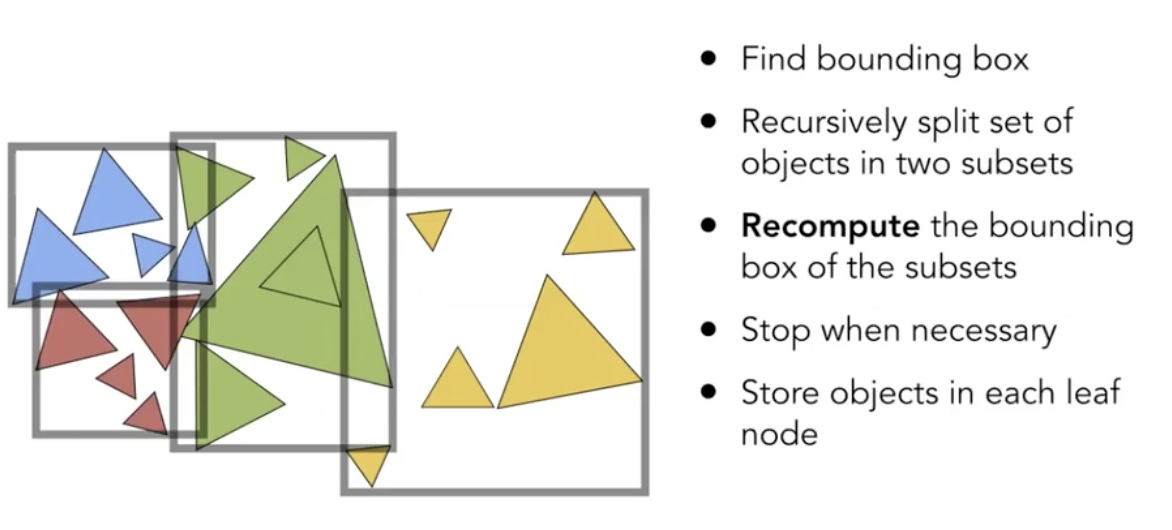 ● Find bounding box
● Recursively split set of
objects in two subsets
● Recompute the bounding
box of the subsets
● Stop when necessary
● Store objects in each leaf
node